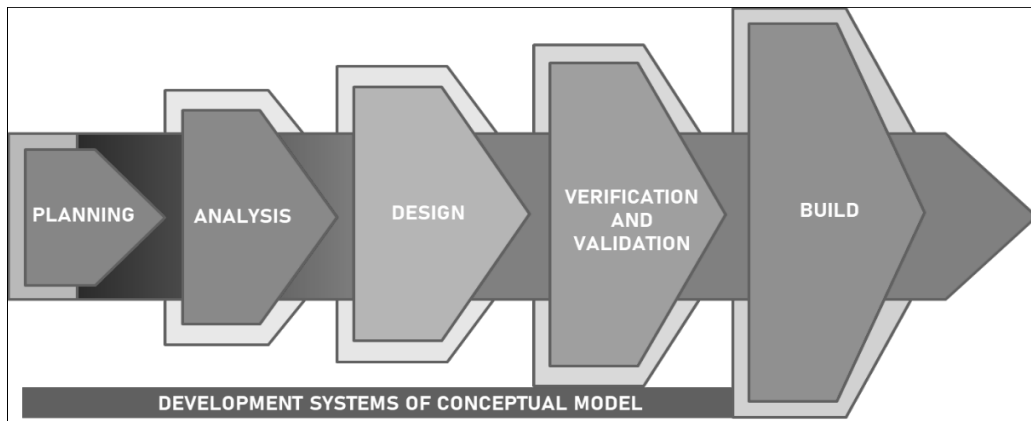 PLANNING
ANALYSIS
DESIGN
VERIFICATION
AND
VALIDATION
BUILD
DEVELOPMENT SYSTEMS OF CONCEPTUAL MODEL